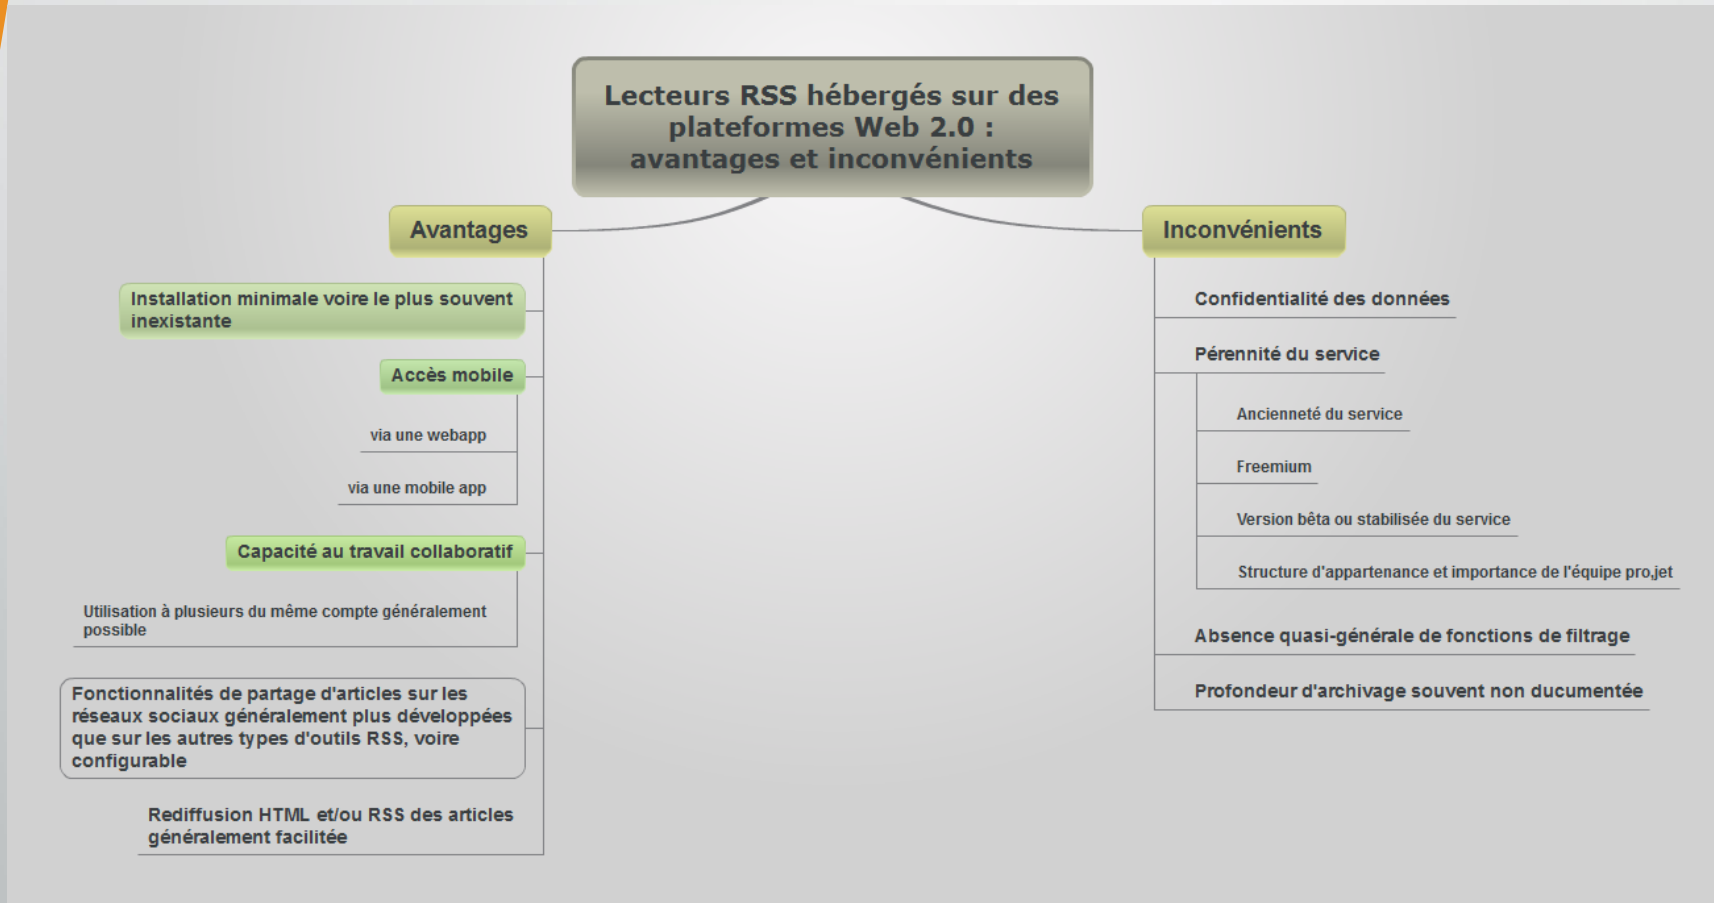 Lecteurs RSS hébergés sur des
plateformes Web 2.0 :
avantages et inconvénients
Avantages
Installation minimale voire le plus souvent
inexistante
Accès mobile
via une webapp
via une mobile app
Capacité au travail collaboratif
Utilisation à plusieurs du même compte généralement
possible
Fonctionnalités de partage d'articles sur les
réseaux sociaux généralement plus développées
que sur les autres types d'outils RSS, voire
configurable
Rediffusion HTML et/ou RSS des articles
généralement facilitée
Inconvénients
Confidentialité des données
Pérennité du service
Ancienneté du service
Freemium
Version bêta ou stabilisée du service
Structure d'appartenance et importance de l'équipe pro,jet
Absence quasi-générale de fonctions de filtrage
Profondeur d'archivage souvent non ducumentée